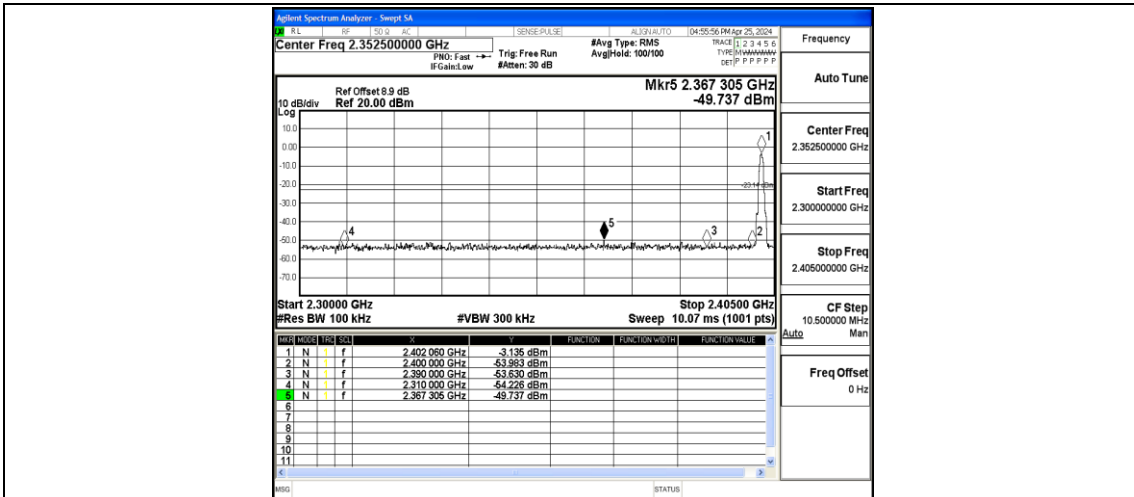 Agilent Spectrum Analyzer - Swept SA
RL RF 50 Ω AC SENSE:PULSE ALIGNAUTO 04:55:56 PM Apr 25, 2024
Center Freq 2.352500000 GHz
PNO: Fast
IFGain:Low
Trig: Free Run
#Atten: 30 dB
#Avg Type: RMS
Avg|Hold: 100/100
TRACE 1 2 3 4 5 6
TYPE MWWWWW
DET P P P P P P
Mkr5 2.367 305 GHz
-49.737 dBm
Ref Offset 8.9 dB
10 dB/div Ref 20.00 dBm
Log
10.0
0.00
-10.0
-20.0
-30.0
-40.0
-50.0
-60.0
-70.0
-23.14 dBm
1
2
3
4
5
Start 2.30000 GHz Stop 2.40500 GHz
#Res BW 100 kHz #VBW 300 kHz Sweep 10.07 ms (1001 pts)
MKR MODE TRC SCL X Y FUNCTION FUNCTION WIDTH FUNCTION VALUE
1 N 1 f 2.402 060 GHz -3.135 dBm
2 N 1 f 2.400 000 GHz -53.983 dBm
3 N 1 f 2.390 000 GHz -53.630 dBm
4 N 1 f 2.310 000 GHz -54.226 dBm
5 N 1 f 2.367 305 GHz -49.737 dBm
6
7
8
9
10
11
MSG STATUS
Frequency
Auto Tune
Center Freq
2.352500000 GHz
Start Freq
2.300000000 GHz
Stop Freq
2.405000000 GHz
CF Step
10.500000 MHz
Auto Man
Freq Offset
0 Hz